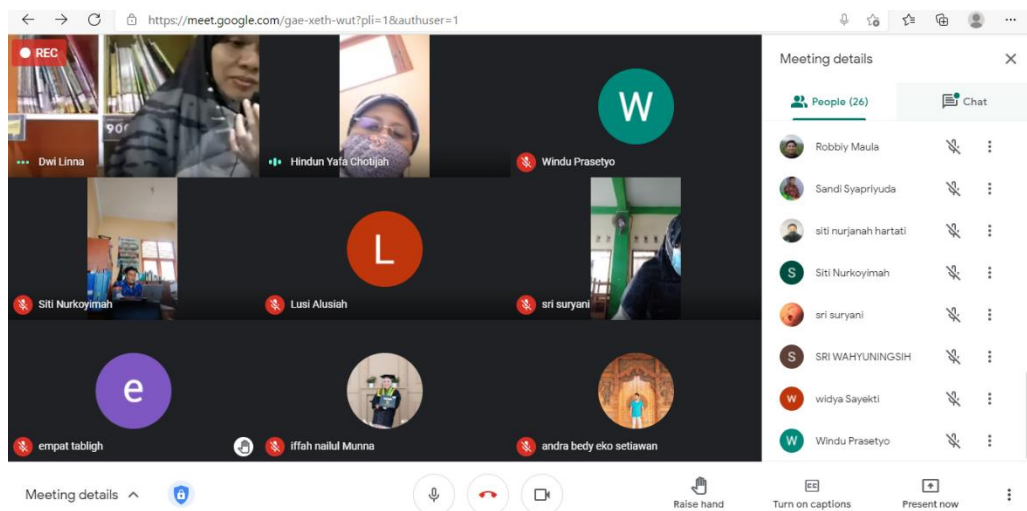 https://meet.google.com/gae-xeth-wut?pli=1&authuser=1
REC
900
Dwi Linna
Hindun Yafa Chotijah
W
Windu Prasetyo
Siti Nurkoyimah
L
Lusi Alusiah
sri suryani
e
empat tabligh
iffah nailul Munna
andra bedy eko setiawan
Meeting details
People (26)
Chat
Robbiy Maula
Sandi Syapriyuda
siti nurjanah hartati
S Siti Nurkoyimah
sri suryani
S SRI WAHYUNINGSIH
W widya Sayekti
W Windu Prasetyo
Meeting details
Raise hand
CC
Turn on captions
Present now